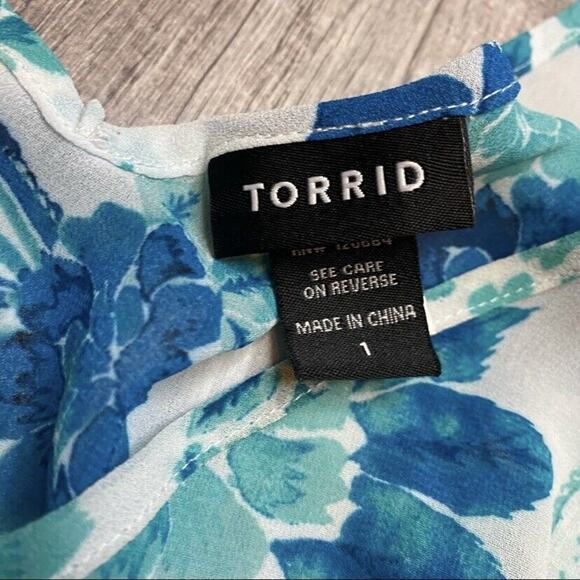 TORRID
SEE CARE
ON REVERSE
MADE IN CHINA
1